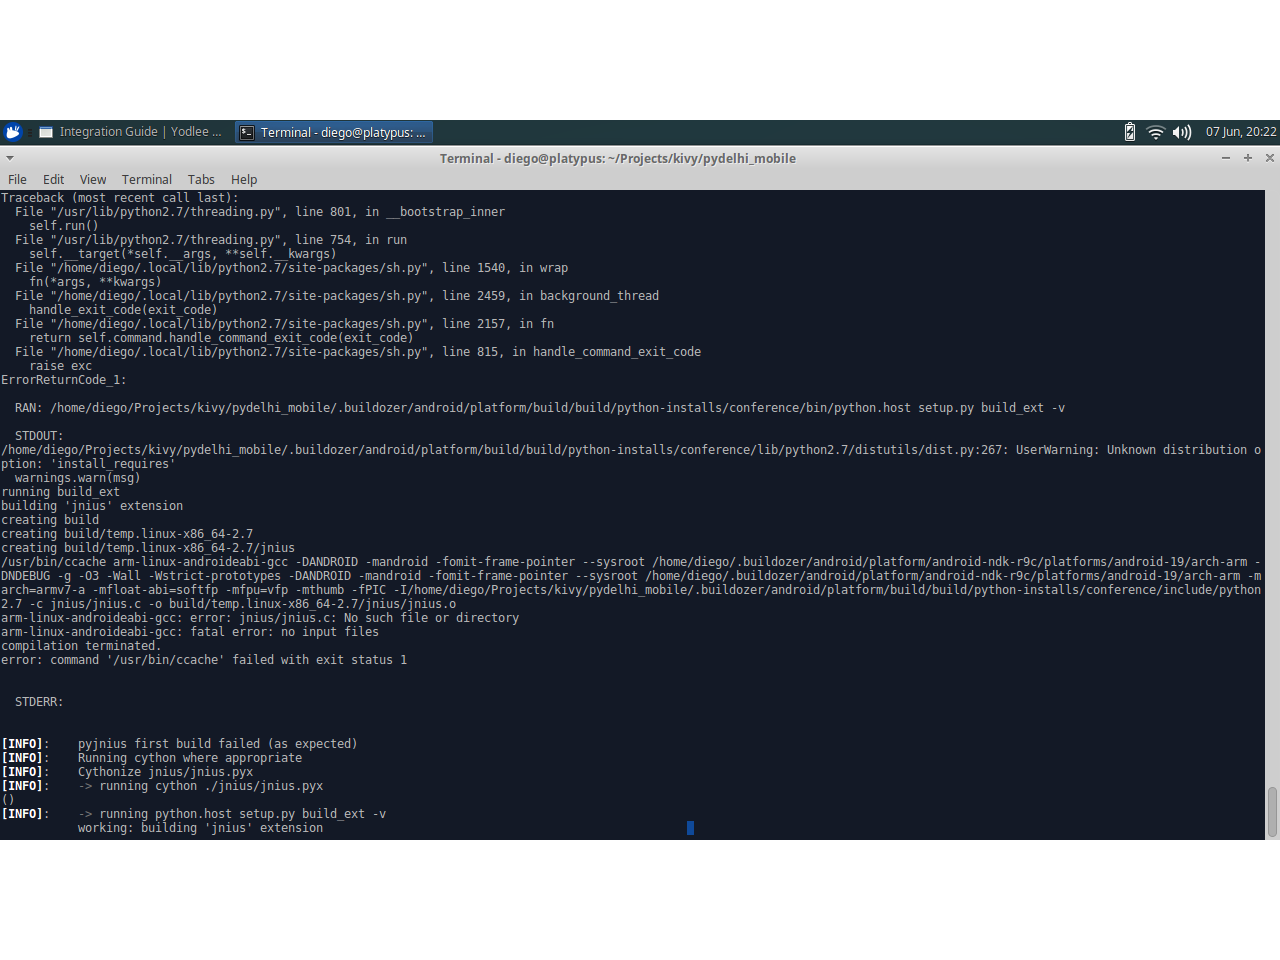 Integration Guide | Yodlee ...
Terminal - diego@platypus: ...
07 Jun, 20:22
Terminal - diego@platypus: ~/Projects/kivy/pydelhi_mobile
File Edit View Terminal Tabs Help
Traceback (most recent call last):
  File "/usr/lib/python2.7/threading.py", line 801, in __bootstrap_inner
    self.run()
  File "/usr/lib/python2.7/threading.py", line 754, in run
    self.__target(*self.__args, **self.__kwargs)
  File "/home/diego/.local/lib/python2.7/site-packages/sh.py", line 1540, in wrap
    fn(*args, **kwargs)
  File "/home/diego/.local/lib/python2.7/site-packages/sh.py", line 2459, in background_thread
    handle_exit_code(exit_code)
  File "/home/diego/.local/lib/python2.7/site-packages/sh.py", line 2157, in fn
    return self.command.handle_command_exit_code(exit_code)
  File "/home/diego/.local/lib/python2.7/site-packages/sh.py", line 815, in handle_command_exit_code
    raise exc
ErrorReturnCode_1:
  RAN: /home/diego/Projects/kivy/pydelhi_mobile/.buildozer/android/platform/build/build/python-installs/conference/bin/python.host setup.py build_ext -v
  STDOUT:
/home/diego/Projects/kivy/pydelhi_mobile/.buildozer/android/platform/build/build/python-installs/conference/lib/python2.7/distutils/dist.py:267: UserWarning: Unknown distribution o
ption: 'install_requires'
  warnings.warn(msg)
running build_ext
building 'jnius' extension
creating build
creating build/temp.linux-x86_64-2.7
creating build/temp.linux-x86_64-2.7/jnius
/usr/bin/ccache arm-linux-androideabi-gcc -DANDROID -mandroid -fomit-frame-pointer --sysroot /home/diego/.buildozer/android/platform/android-ndk-r9c/platforms/android-19/arch-arm -
DNDEBUG -g -O3 -Wall -Wstrict-prototypes -DANDROID -mandroid -fomit-frame-pointer --sysroot /home/diego/.buildozer/android/platform/android-ndk-r9c/platforms/android-19/arch-arm -m
arch=armv7-a -mfloat-abi=softfp -mfpu=vfp -mthumb -fPIC -I/home/diego/Projects/kivy/pydelhi_mobile/.buildozer/android/platform/build/build/python-installs/conference/include/python
2.7 -c jnius/jnius.c -o build/temp.linux-x86_64-2.7/jnius/jnius.o
arm-linux-androideabi-gcc: error: jnius/jnius.c: No such file or directory
arm-linux-androideabi-gcc: fatal error: no input files
compilation terminated.
error: command '/usr/bin/ccache' failed with exit status 1
  STDERR:
[INFO]:    pyjnius first build failed (as expected)
[INFO]:    Running cython where appropriate
[INFO]:    Cythonize jnius/jnius.pyx
[INFO]:    -> running cython ./jnius/jnius.pyx
()
[INFO]:    -> running python.host setup.py build_ext -v
           working: building 'jnius' extension